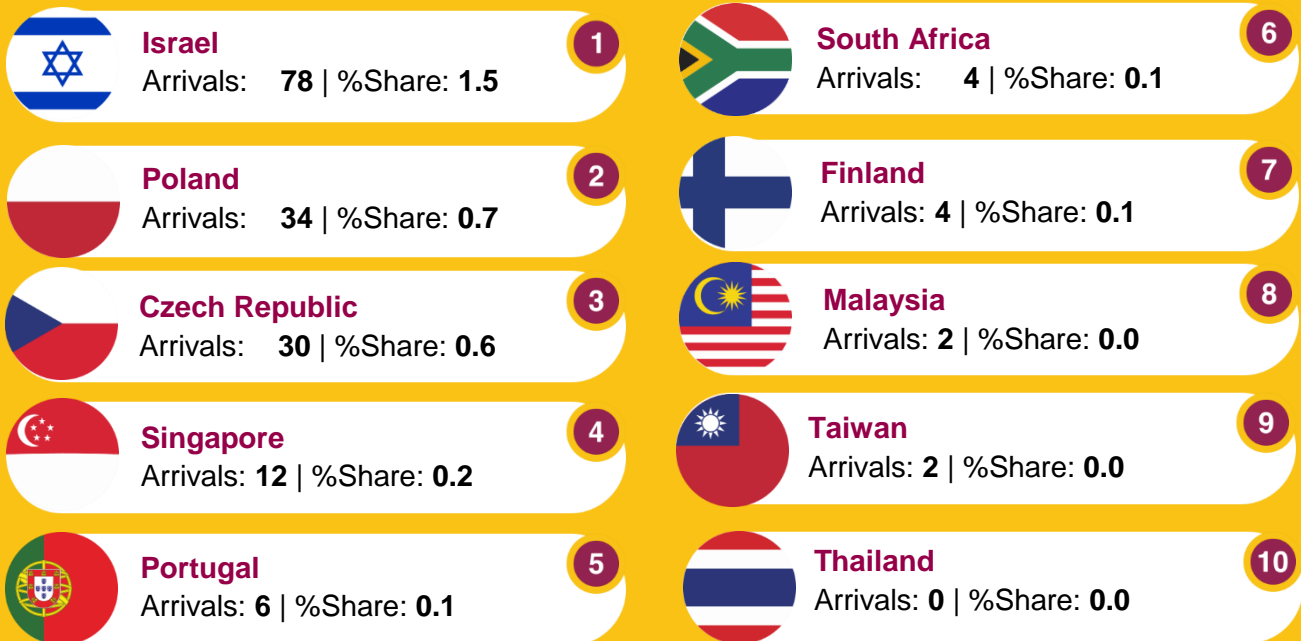 Israel
1
Arrivals: 78 | %Share: 1.5
Poland
2
Arrivals: 34 | %Share: 0.7
Czech Republic
3
Arrivals: 30 | %Share: 0.6
Singapore
4
Arrivals: 12 | %Share: 0.2
Portugal
5
Arrivals: 6 | %Share: 0.1
South Africa
6
Arrivals: 4 | %Share: 0.1
Finland
7
Arrivals: 4 | %Share: 0.1
Malaysia
8
Arrivals: 2 | %Share: 0.0
Taiwan
9
Arrivals: 2 | %Share: 0.0
Thailand
10
Arrivals: 0 | %Share: 0.0